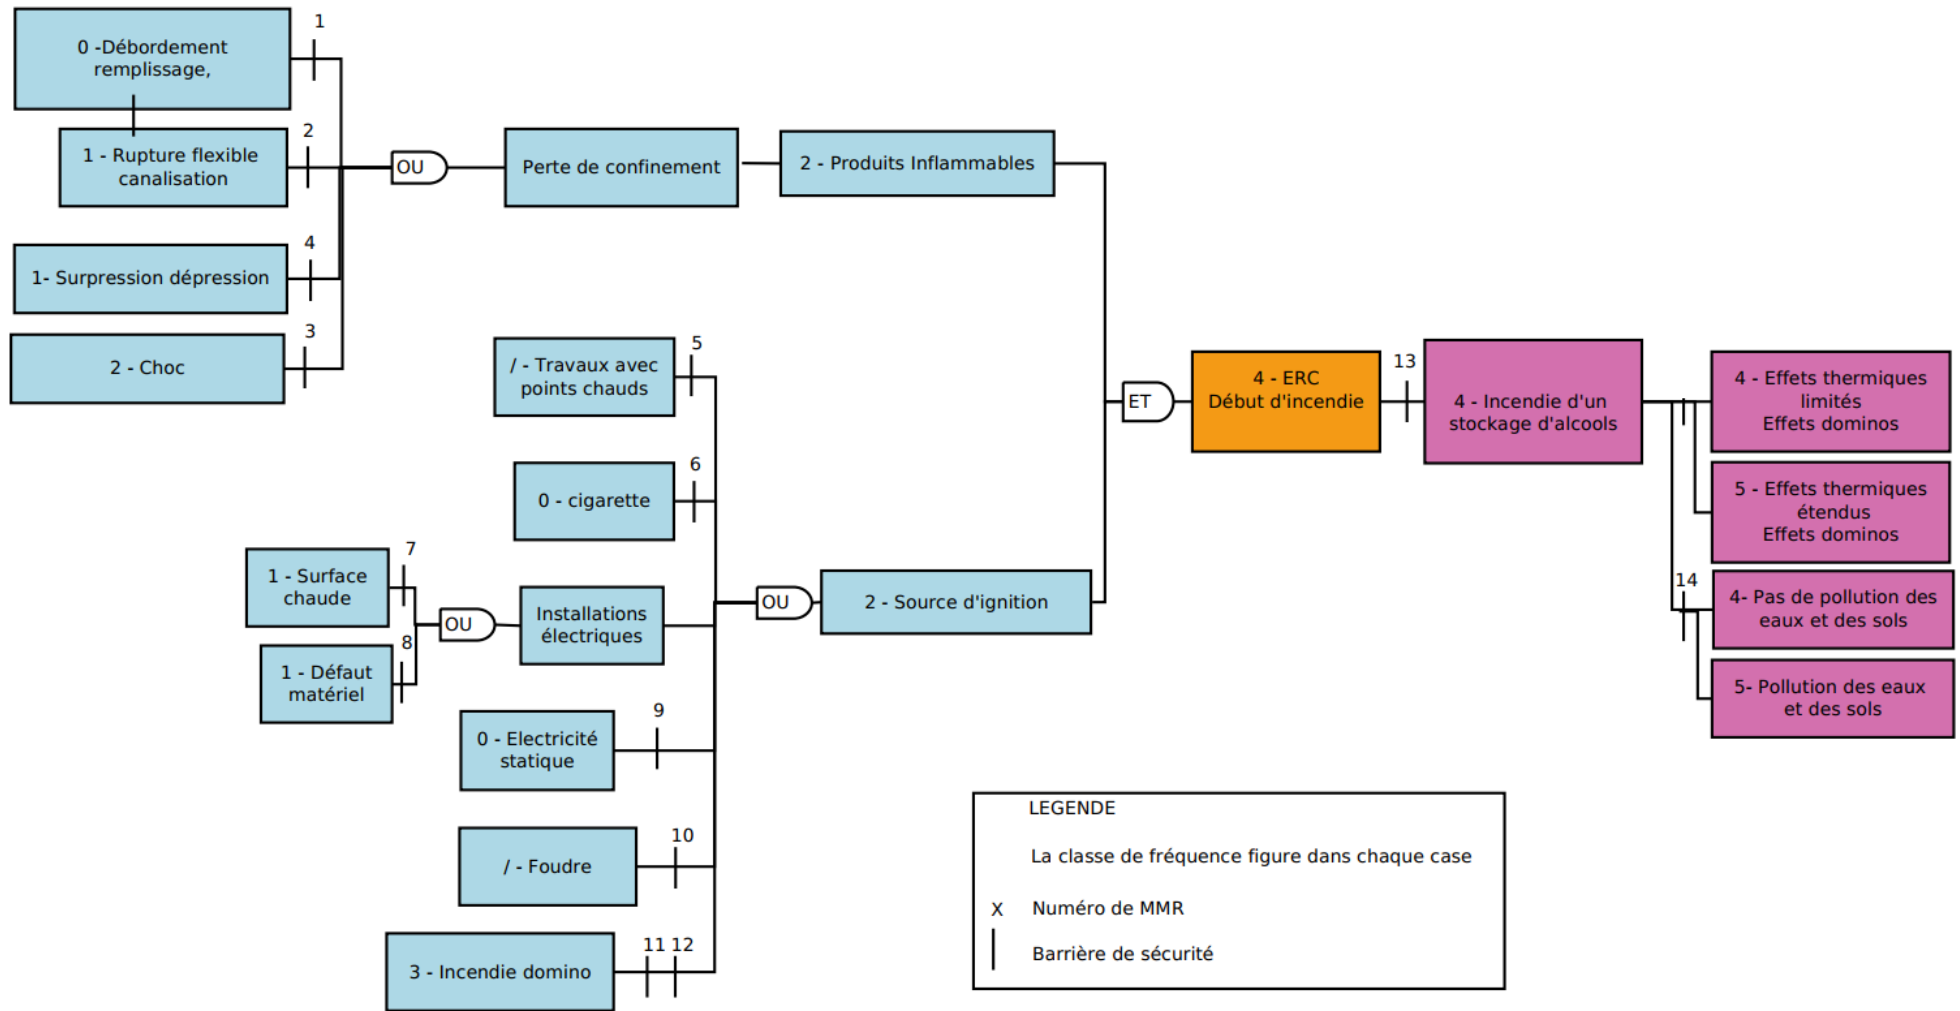 1
0 -Débordement
remplissage,
2
1 - Rupture flexible
canalisation
OU
Perte de confinement
2 - Produits Inflammables
4
1- Surpression dépression
3
2 - Choc
5
/ - Travaux avec
points chauds
6
0 - cigarette
7
1 - Surface
chaude
8
1 - Défaut
matériel
OU
Installations
électriques
9
0 - Electricité
statique
10
/ - Foudre
11 12
3 - Incendie domino
OU
2 - Source d'ignition
ET
4 - ERC
Début d'incendie
13
4 - Incendie d'un
stockage d'alcools
4 - Effets thermiques
limités
Effets dominos
5 - Effets thermiques
étendus
Effets dominos
14
4- Pas de pollution des
eaux et des sols
5- Pollution des eaux
et des sols
LEGENDE
La classe de fréquence figure dans chaque case
X Numéro de MMR
Barrière de sécurité